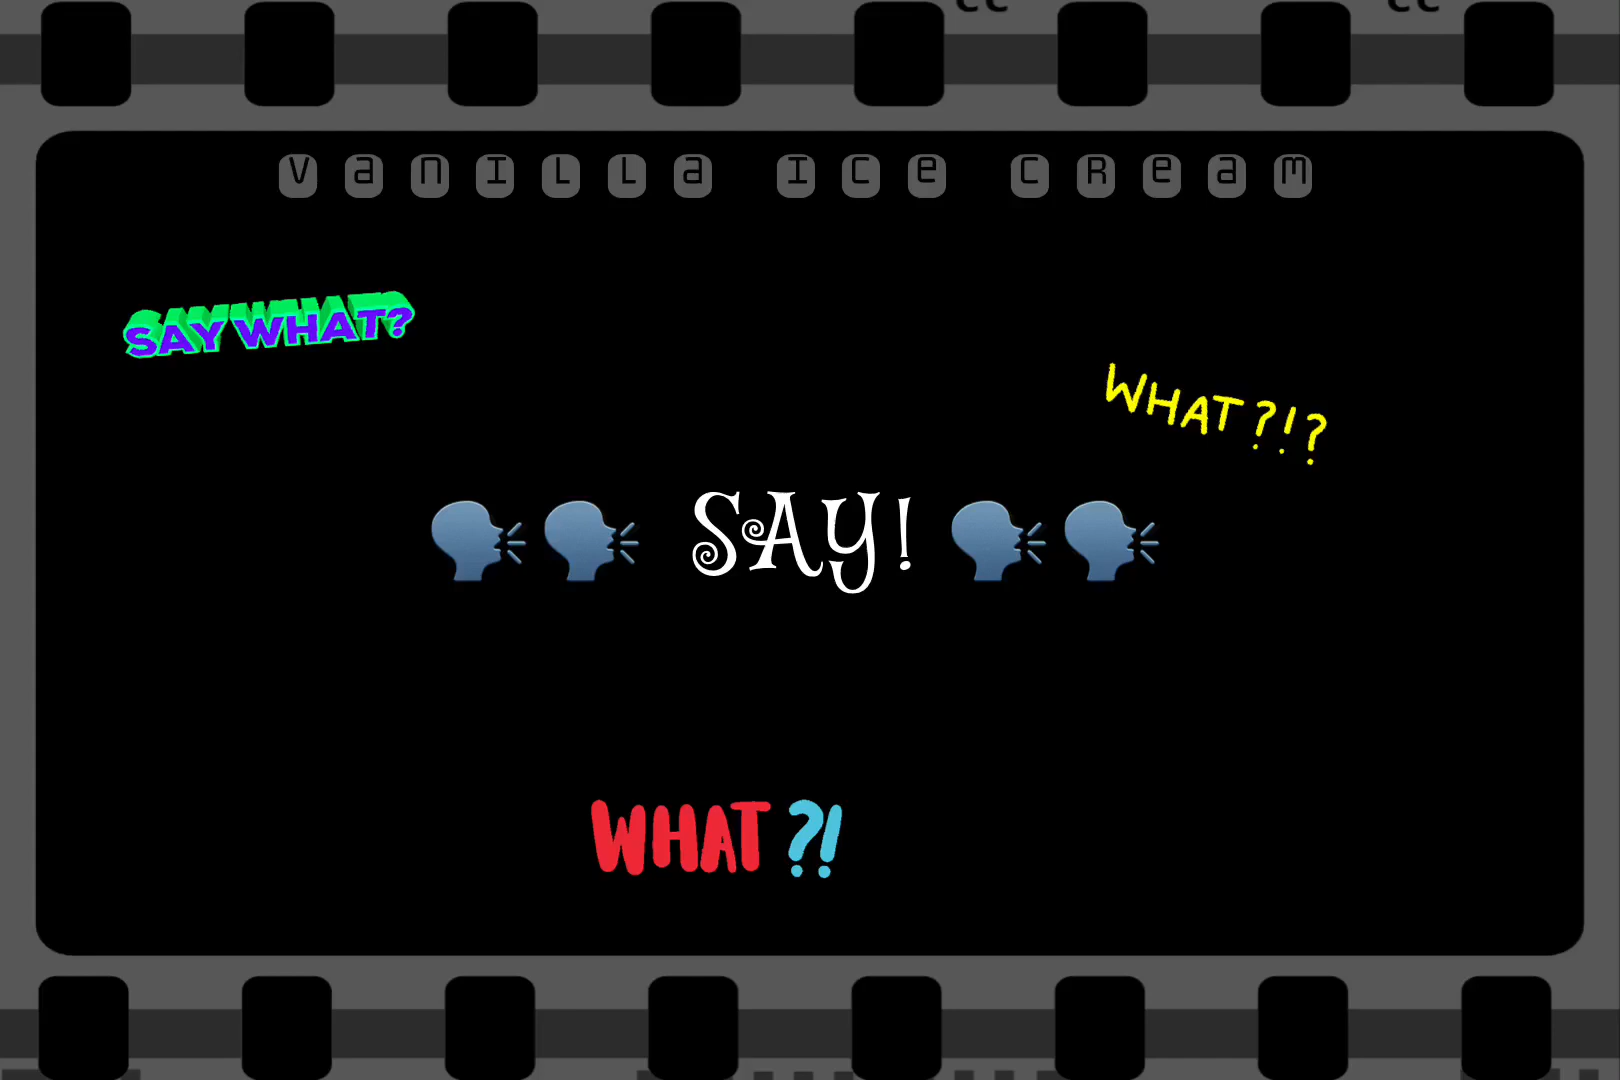 VaNILLa Ice CReaM
SAY WHAT?
WHAT?!?
🗣️🗣️ SAY! 🗣️🗣️
WHAT?!